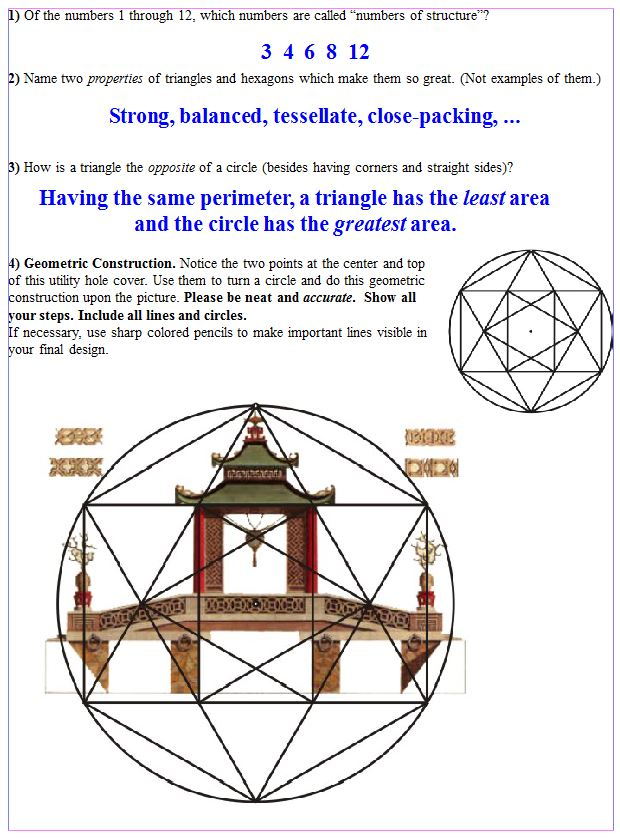 1) Of the numbers 1 through 12, which numbers are called “numbers of structure”?
3 4 6 8 12
2) Name two properties of triangles and hexagons which make them so great. (Not examples of them.)
Strong, balanced, tessellate, close-packing, ...
3) How is a triangle the opposite of a circle (besides having corners and straight sides)?
Having the same perimeter, a triangle has the least area
and the circle has the greatest area.
4) Geometric Construction. Notice the two points at the center and top
of this utility hole cover. Use them to turn a circle and do this geometric
construction upon the picture. Please be neat and accurate. Show all
your steps. Include all lines and circles.
If necessary, use sharp colored pencils to make important lines visible in
your final design.